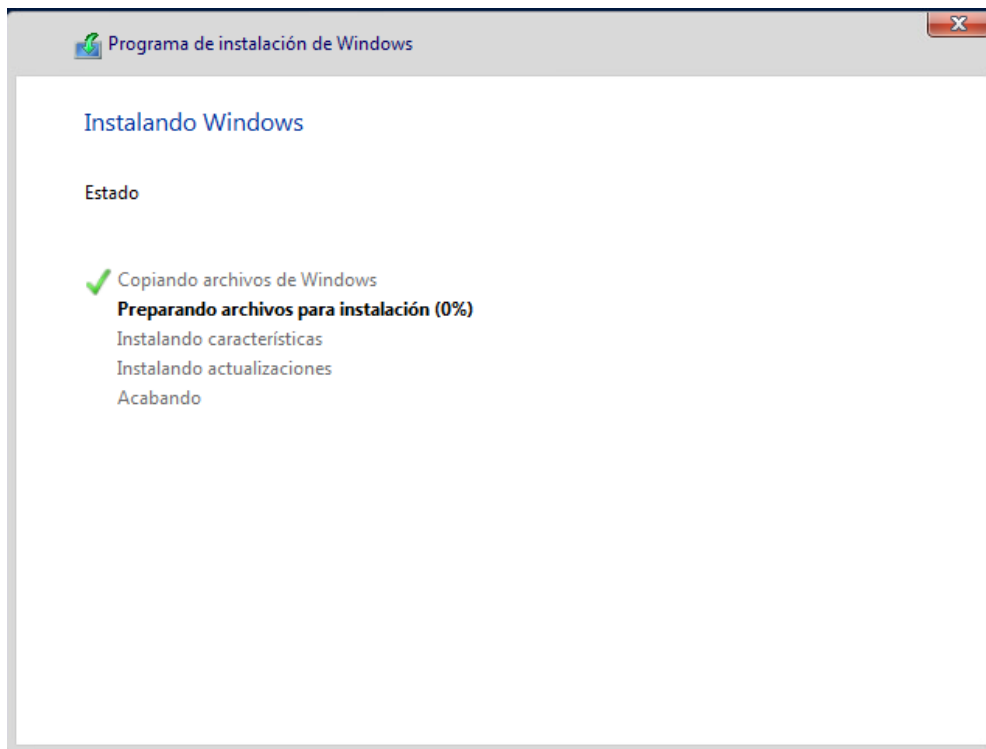 Programa de instalación de Windows
Instalando Windows
Estado
Copiando archivos de Windows
Preparando archivos para instalación (0%)
Instalando características
Instalando actualizaciones
Acabando